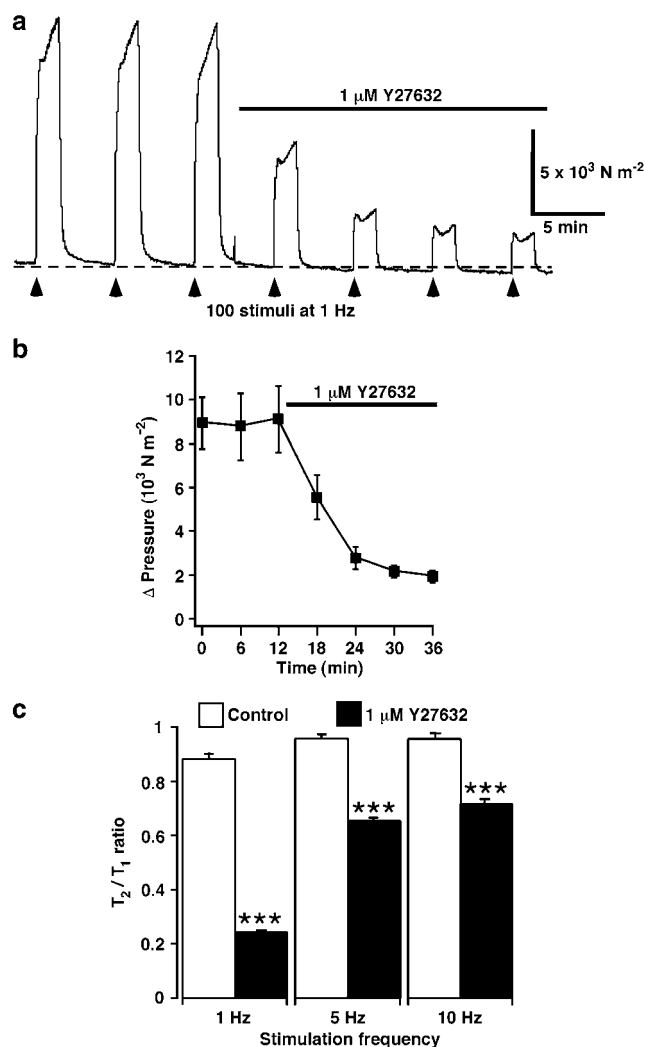 a
1 μM Y27632
5 x 10³ N m⁻²
5 min
100 stimuli at 1 Hz
b
12
10
8
6
4
2
0
Δ Pressure (10³ N m⁻²)
1 μM Y27632
0 6 12 18 24 30 36
Time (min)
c
Control 1 μM Y27632
1
0.8
0.6
0.4
0.2
0
T₂ / T₁ ratio
*** *** ***
1 Hz 5 Hz 10 Hz
Stimulation frequency